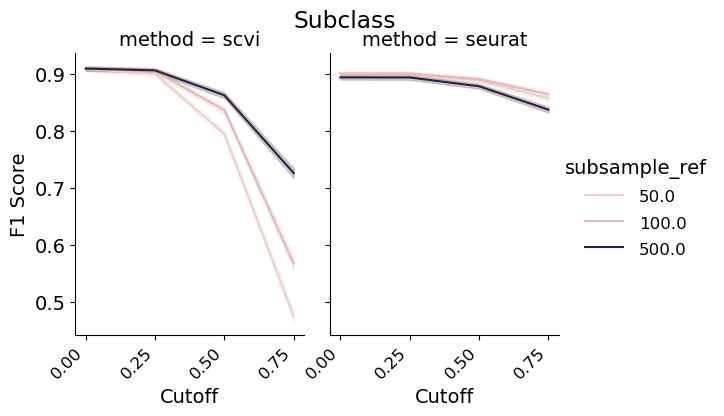 Subclass
method = scvi
method = seurat
F1 Score
0.9
0.8
0.7
0.6
0.5
0.00
0.25
0.50
0.75
Cutoff
0.00
0.25
0.50
0.75
Cutoff
subsample_ref
50.0
100.0
500.0